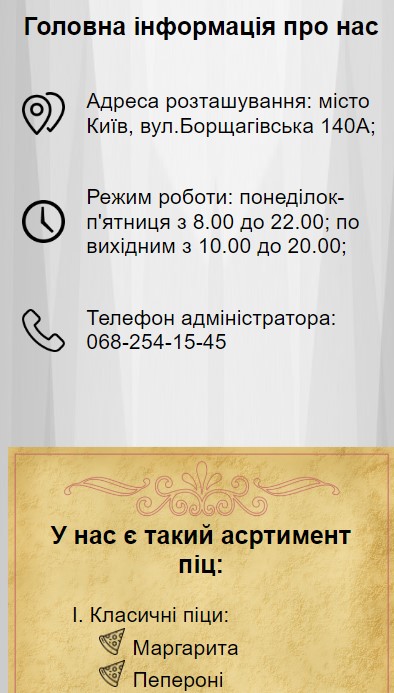 Головна інформація про нас
Адреса розташування: місто
Київ, вул.Борщагівська 140А;
Режим роботи: понеділок-
п'ятниця з 8.00 до 22.00; по
вихідним з 10.00 до 20.00;
Телефон адміністратора:
068-254-15-45
У нас є такий асртимент
піц:
I. Класичні піци:
Маргарита
Пепероні